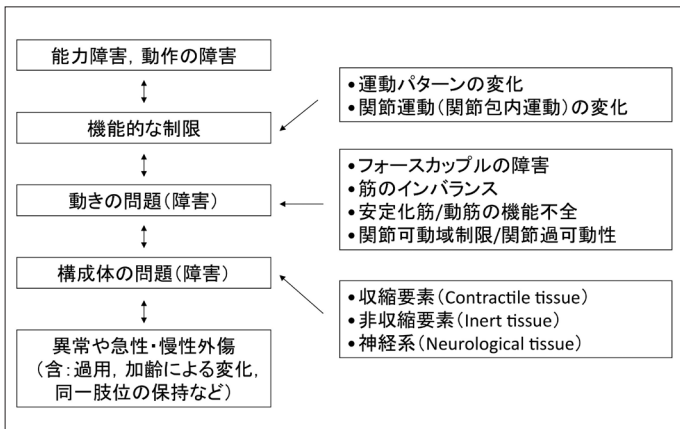 能力障害，動作の障害
機能的な制限
動きの問題（障害）
構成体の問題（障害）
異常や急性・慢性外傷
（含：過用，加齢による変化，
同一肢位の保持など）
•運動パターンの変化
•関節運動（関節包内運動）の変化
•フォースカップルの障害
•筋のインバランス
•安定化筋/動筋の機能不全
•関節可動域制限/関節過可動性
•収縮要素（Contractile tissue）
•非収縮要素（Inert tissue）
•神経系（Neurological tissue）